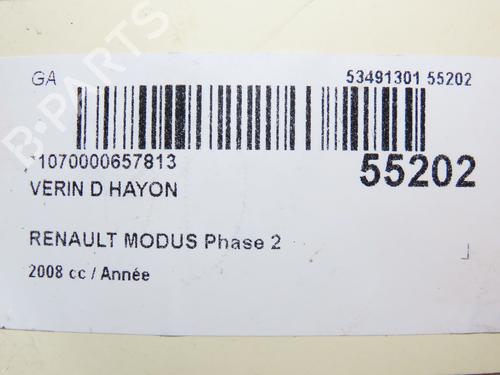 GA
53491301 55202
*1070000657813
55202
VERIN D HAYON
RENAULT MODUS Phase 2
2008 cc / Année
B-PARTS